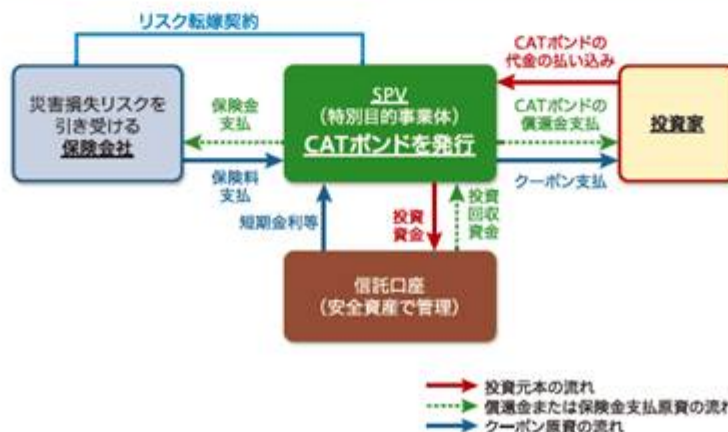 リスク転嫁契約
災害損失リスクを
引き受ける
保険会社
保険金
支払
保険料
支払
SPV
(特別目的事業体)
CATボンドを発行
CATボンドの
代金の払い込み
CATボンドの
償還金支払
クーポン支払
投資家
短期金利等
投資
資金
投資
回収
資金
信託口座
(安全資産で管理)
投資元本の流れ
償還金または保険金支払原資の流れ
クーポン原資の流れ